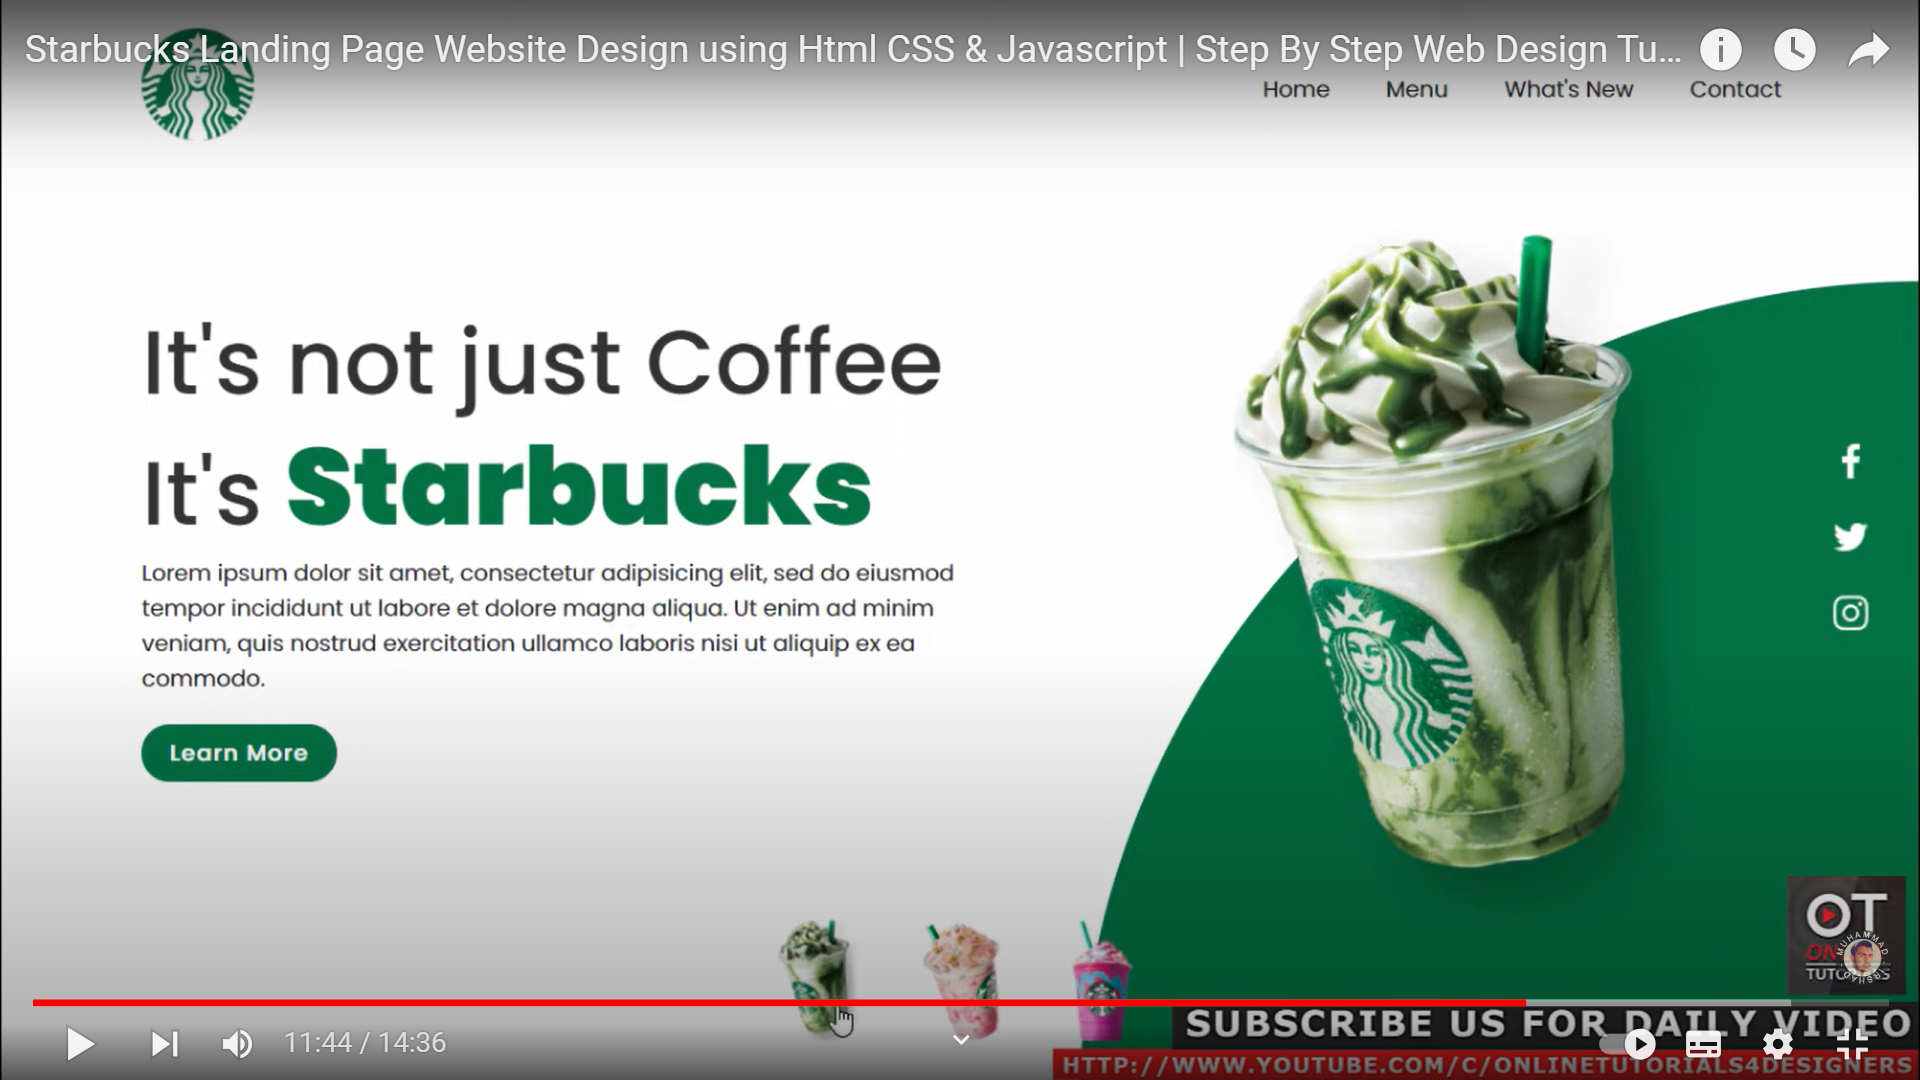 Starbucks Landing Page Website Design using Html CSS & Javascript | Step By Step Web Design Tu...
Home Menu What's New Contact
It's not just Coffee
It's Starbucks
Lorem ipsum dolor sit amet, consectetur adipisicing elit, sed do eiusmod
tempor incididunt ut labore et dolore magna aliqua. Ut enim ad minim
veniam, quis nostrud exercitation ullamco laboris nisi ut aliquip ex ea
commodo.
Learn More
TM
OT
MUHAMMAD
SUBSCRIBE US FOR DAILY VIDEO
11:44 / 14:36
HTTP://WWW.YOUTUBE.COM/C/ONLINETUTORIALS4DESIGNERS